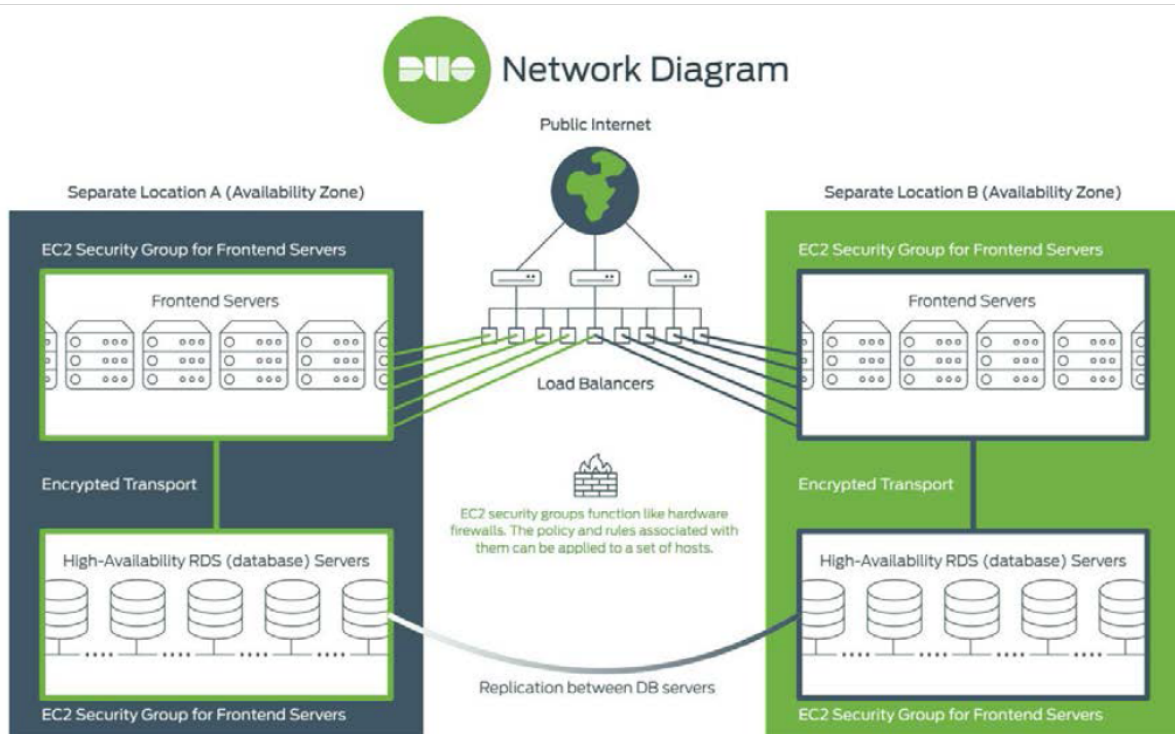 DUO Network Diagram
Public Internet
Separate Location A (Availability Zone)
Separate Location B (Availability Zone)
EC2 Security Group for Frontend Servers
EC2 Security Group for Frontend Servers
Frontend Servers
Frontend Servers
Load Balancers
Encrypted Transport
Encrypted Transport
EC2 security groups function like hardware
firewalls. The policy and rules associated with
them can be applied to a set of hosts.
High-Availability RDS (database) Servers
High-Availability RDS (database) Servers
Replication between DB servers
EC2 Security Group for Frontend Servers
EC2 Security Group for Frontend Servers